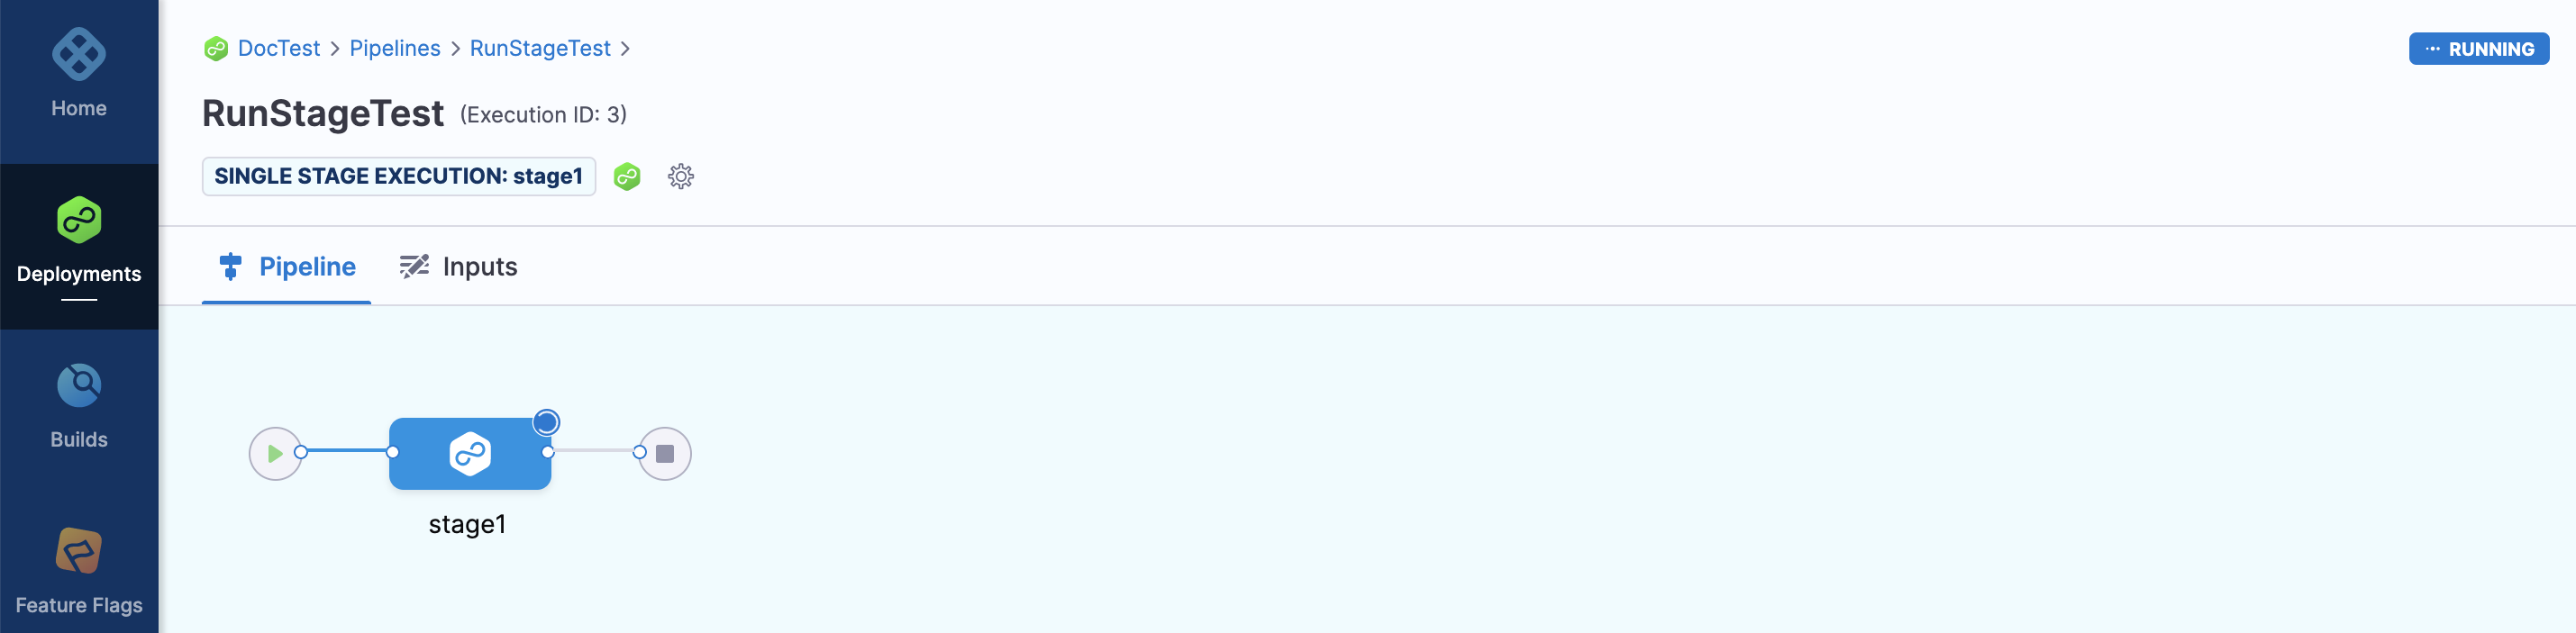 Home
Deployments
Builds
Feature Flags
DocTest > Pipelines > RunStageTest >
RUNNING
RunStageTest (Execution ID: 3)
SINGLE STAGE EXECUTION: stage1
Pipeline
Inputs
stage1